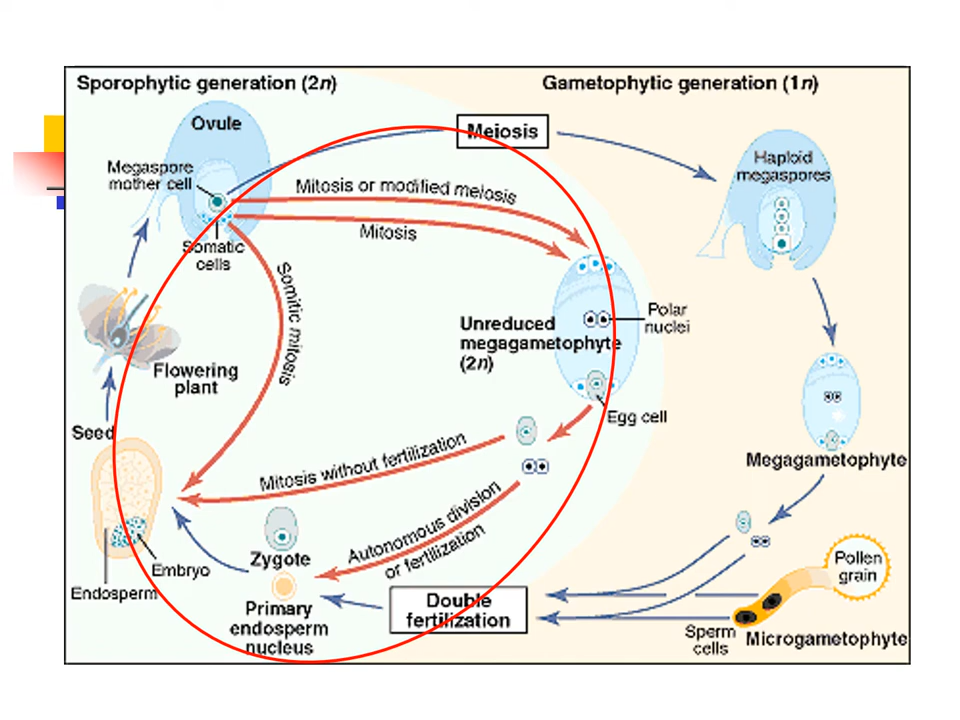 Sporophytic generation (2n)
Gametophytic generation (1n)
Ovule
Meiosis
Megaspore
mother cell
Haploid
megaspores
Mitosis or modified meiosis
Mitosis
Somatic
cells
Somitic mitosis
Polar
nuclei
Unreduced
megagametophyte
(2n)
Flowering
plant
Egg cell
Seed
Mitosis without fertilization
Megagametophyte
Autonomous division
or fertilization
Zygote
Pollen
grain
Embryo
Endosperm
Primary
endosperm
nucleus
Double
fertilization
Sperm
cells
Microgametophyte